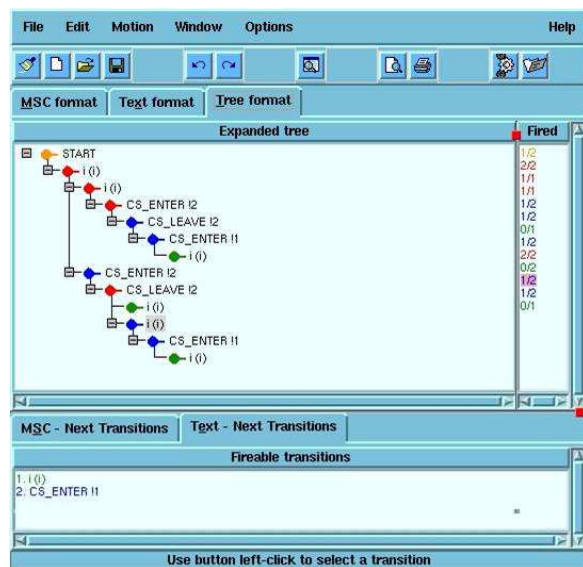 File Edit Motion Window Options Help
MSC format Text format Tree format
Expanded tree Fired
START 1/2
i (i) 2/2
i (i) 1/1
CS_ENTER !2 1/1
CS_LEAVE !2 1/2
CS_ENTER !1 1/2
i (i) 0/1
CS_ENTER !2 1/2
CS_LEAVE !2 2/2
i (i) 0/2
i (i) 1/2
CS_ENTER !1 1/2
i (i) 0/1
MSC - Next Transitions Text - Next Transitions
Fireable transitions
1. i (i)
2. CS_ENTER !1
Use button left-click to select a transition